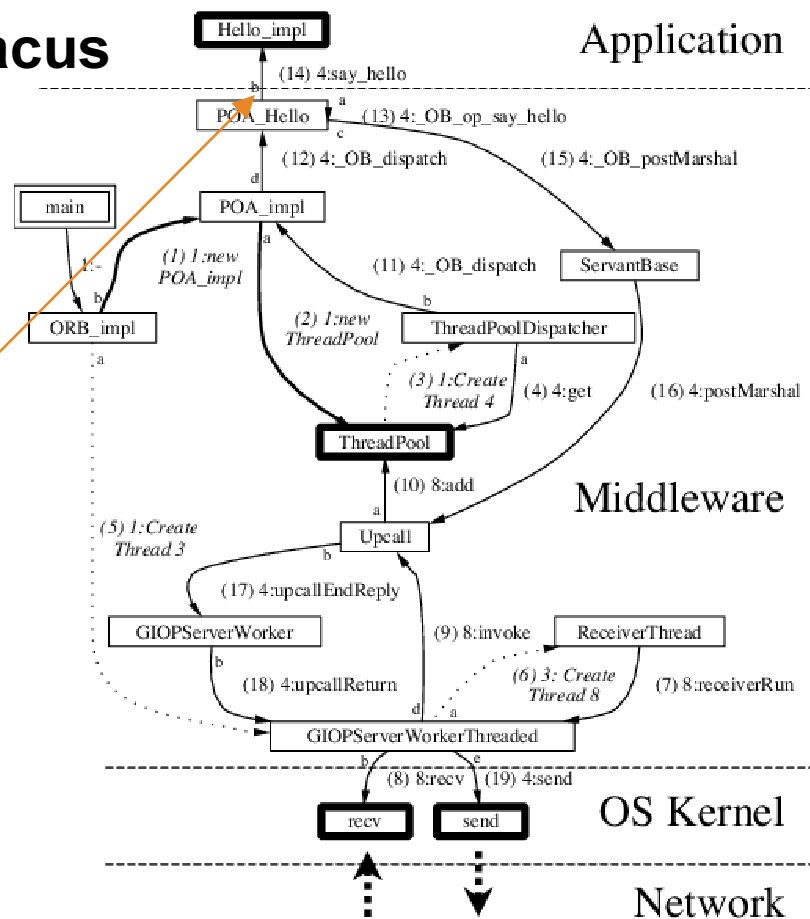 acus
Hello_impl
Application
(14) 4:say_hello
b
a
POA_Hello
(13) 4:_OB_op_say_hello
c
(12) 4:_OB_dispatch
(15) 4:_OB_postMarshal
d
main
POA_impl
a
(1) 1:new
POA_impl
1:-
(11) 4:_OB_dispatch
ServantBase
b
b
(2) 1:new
ThreadPool
ORB_impl
ThreadPoolDispatcher
a
a
(3) 1:Create
Thread 4
(4) 4:get
(16) 4:postMarshal
ThreadPool
(10) 8:add
Middleware
a
(5) 1:Create
Thread 3
Upcall
b
(17) 4:upcallEndReply
GIOPServerWorker
(9) 8:invoke
ReceiverThread
b
(6) 3: Create
Thread 8
(18) 4:upcallReturn
(7) 8:receiverRun
d
a
GIOPServerWorkerThreaded
b
e
(8) 8:recv
(19) 4:send
recv
send
OS Kernel
Network